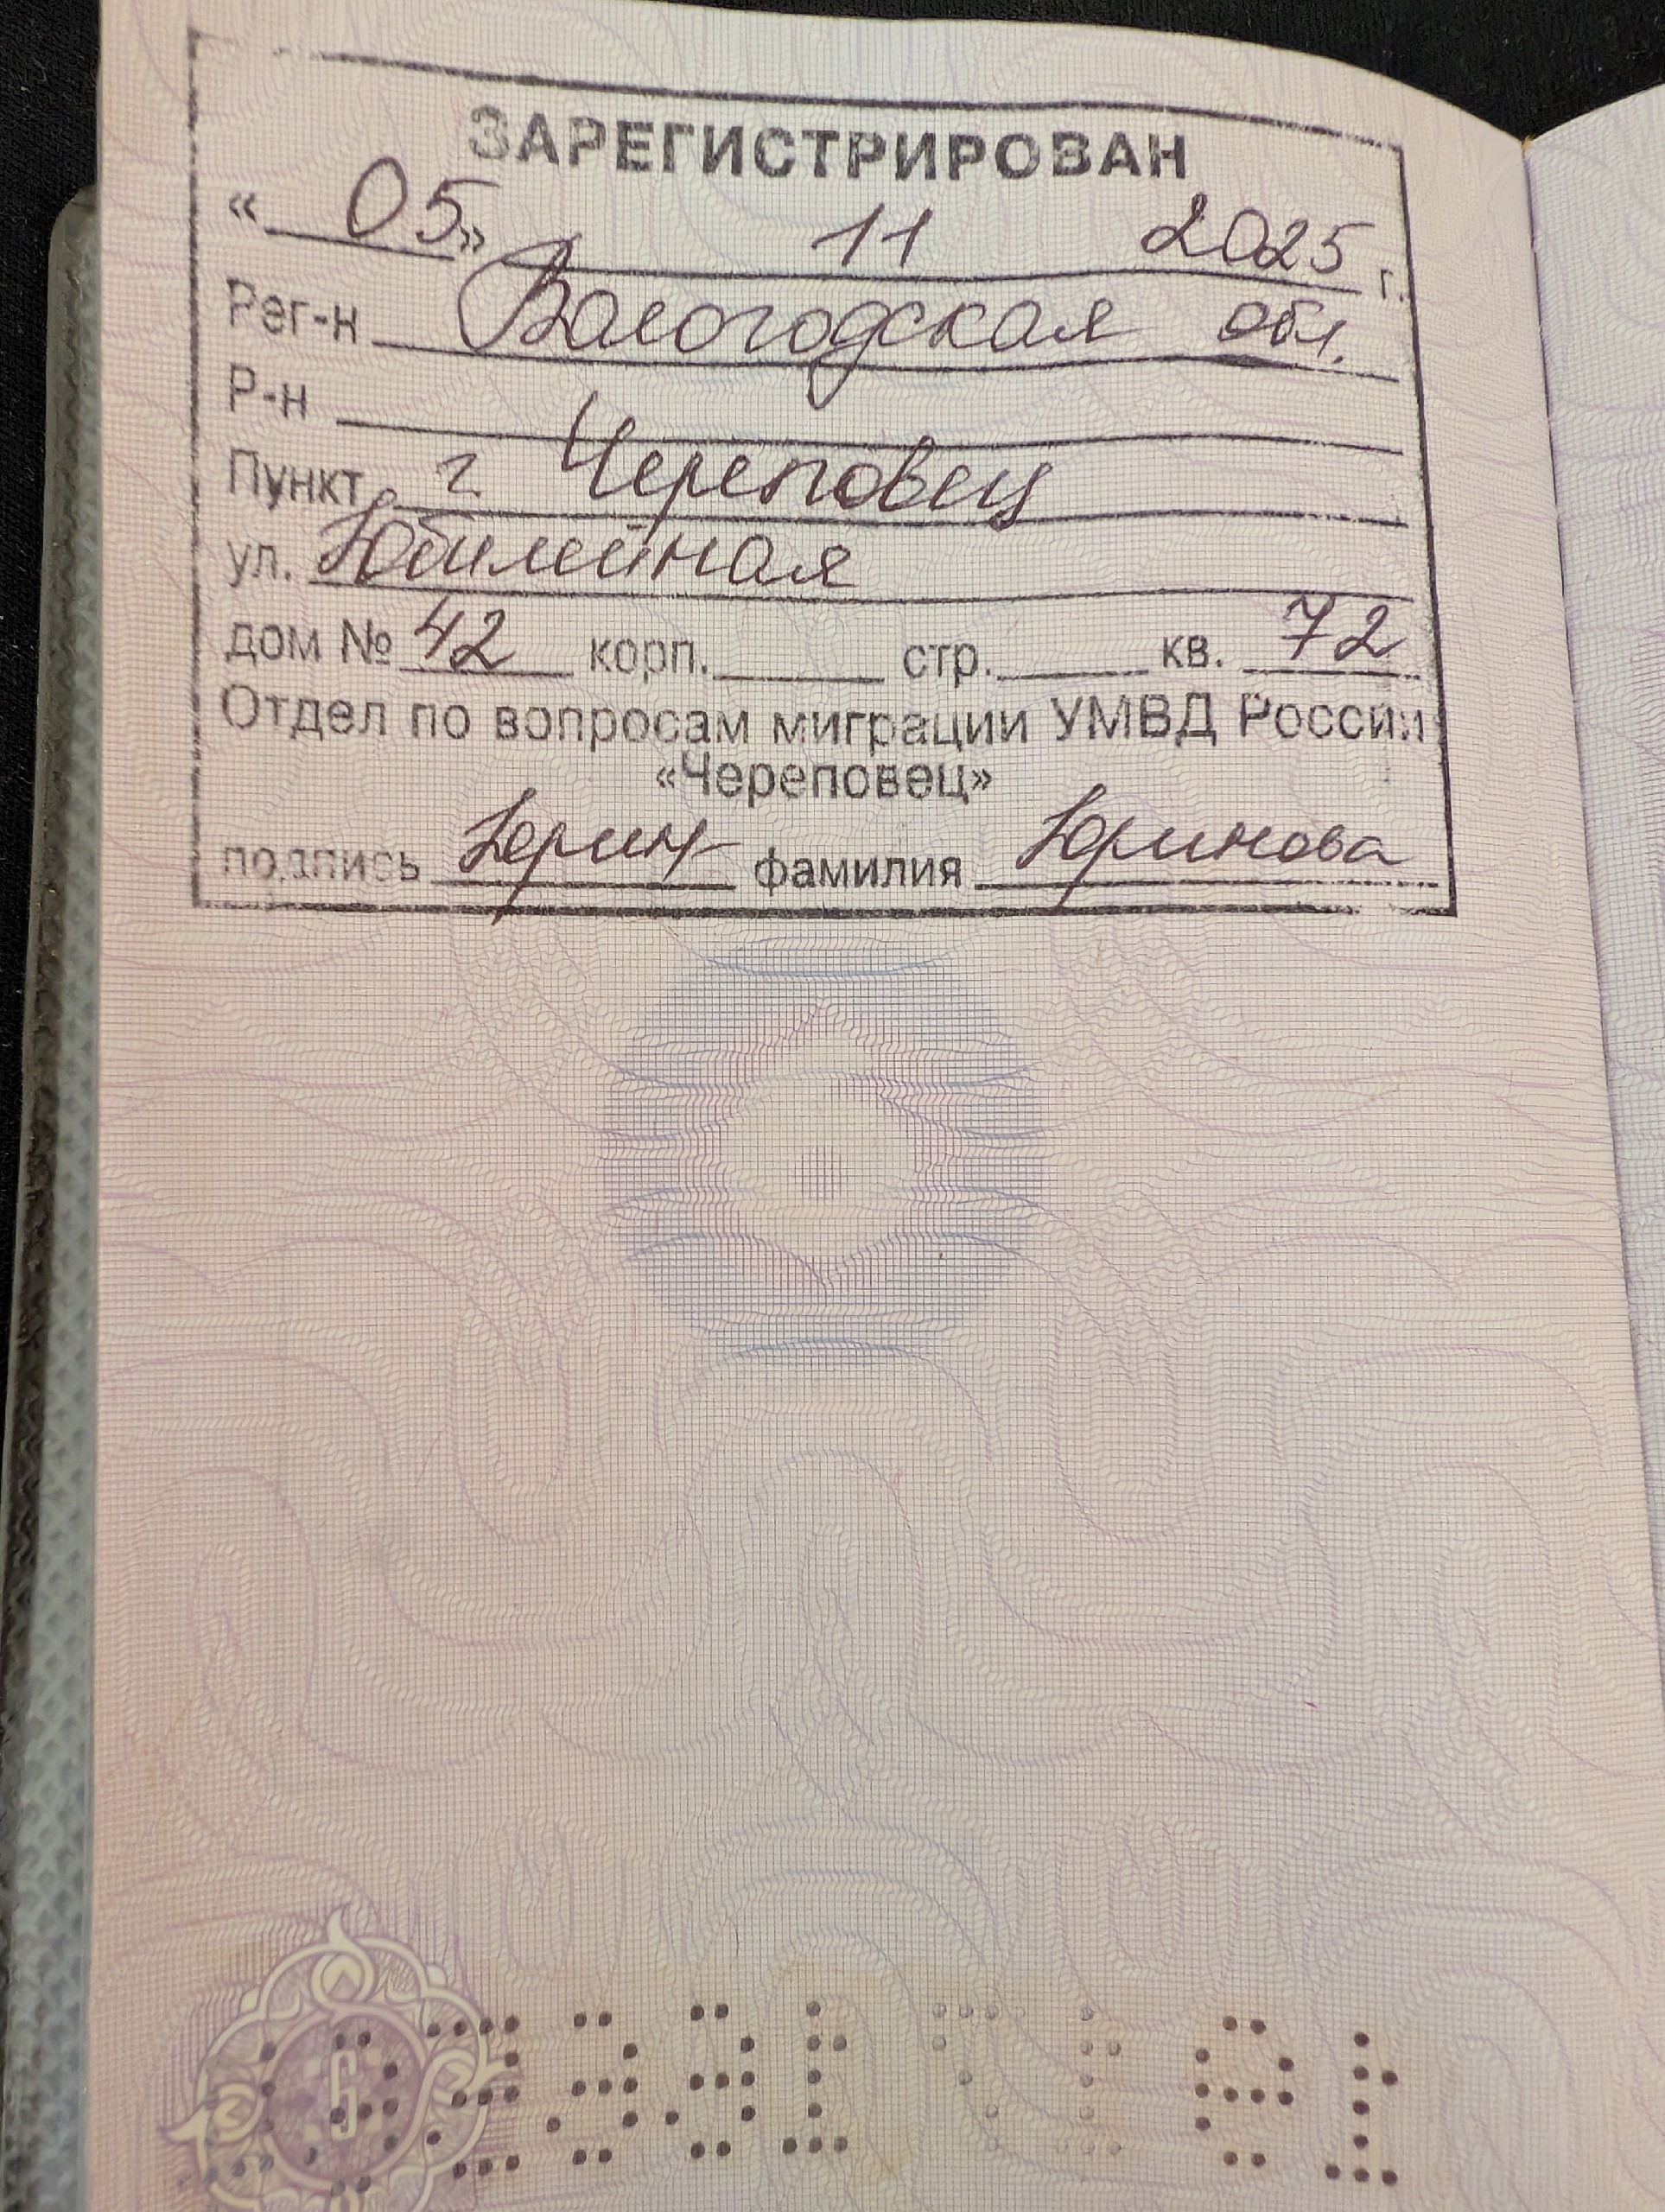 ЗАРЕГИСТРИРОВАН
« 05 » 11 2025 г.
Рег-н Вологодская обл.
Р-н
Пункт г. Череповец
ул. Юбилейная
дом № 42 корп. стр. кв. 72
Отдел по вопросам миграции УМВД России
«Череповец»
подпись Юрин фамилия Юринова